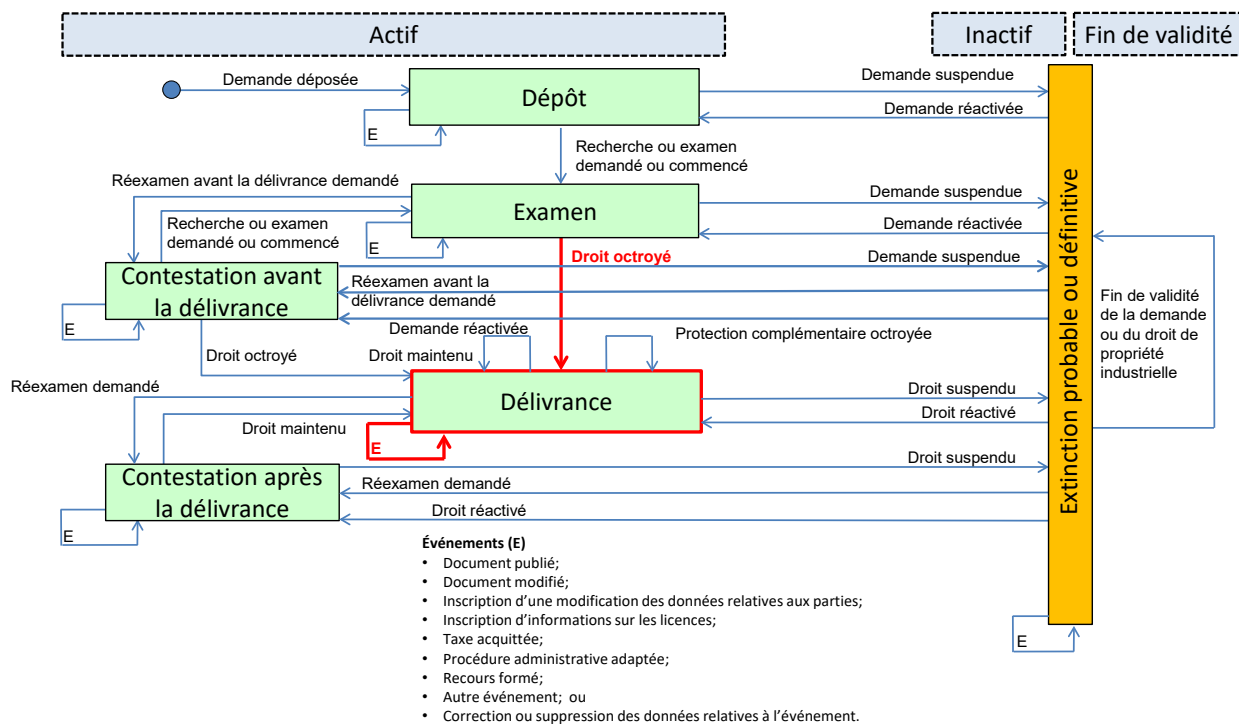 Actif
Inactif
Fin de validité
Demande déposée
Dépôt
Demande suspendue
Demande réactivée
E
Recherche ou examen
demandé ou commencé
Réexamen avant la délivrance demandé
Examen
Demande suspendue
Demande réactivée
Recherche ou examen
demandé ou commencé
E
Droit octroyé
Contestation avant
la délivrance
Demande suspendue
Réexamen avant la
délivrance demandé
E
Demande réactivée
Protection complémentaire octroyée
Droit octroyé
Droit maintenu
Réexamen demandé
Délivrance
Droit suspendu
Droit réactivé
Droit maintenu
E
Contestation après
la délivrance
Droit suspendu
Réexamen demandé
Droit réactivé
E
Extinction probable ou définitive
Fin de validité
de la demande
ou du droit de
propriété
industrielle
E
Événements (E)
• Document publié;
• Document modifié;
• Inscription d’une modification des données relatives aux parties;
• Inscription d’informations sur les licences;
• Taxe acquittée;
• Procédure administrative adaptée;
• Recours formé;
• Autre événement; ou
• Correction ou suppression des données relatives à l’événement.